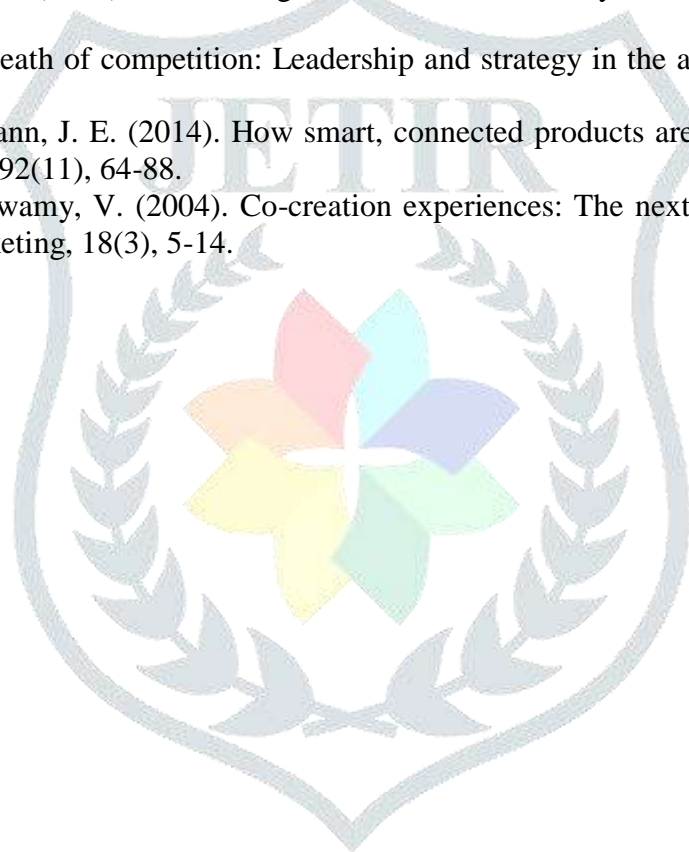 eath of competition: Leadership and strategy in the a
JETIR
ann, J. E. (2014). How smart, connected products are
92(11), 64-88.
wamy, V. (2004). Co-creation experiences: The next
keting, 18(3), 5-14.